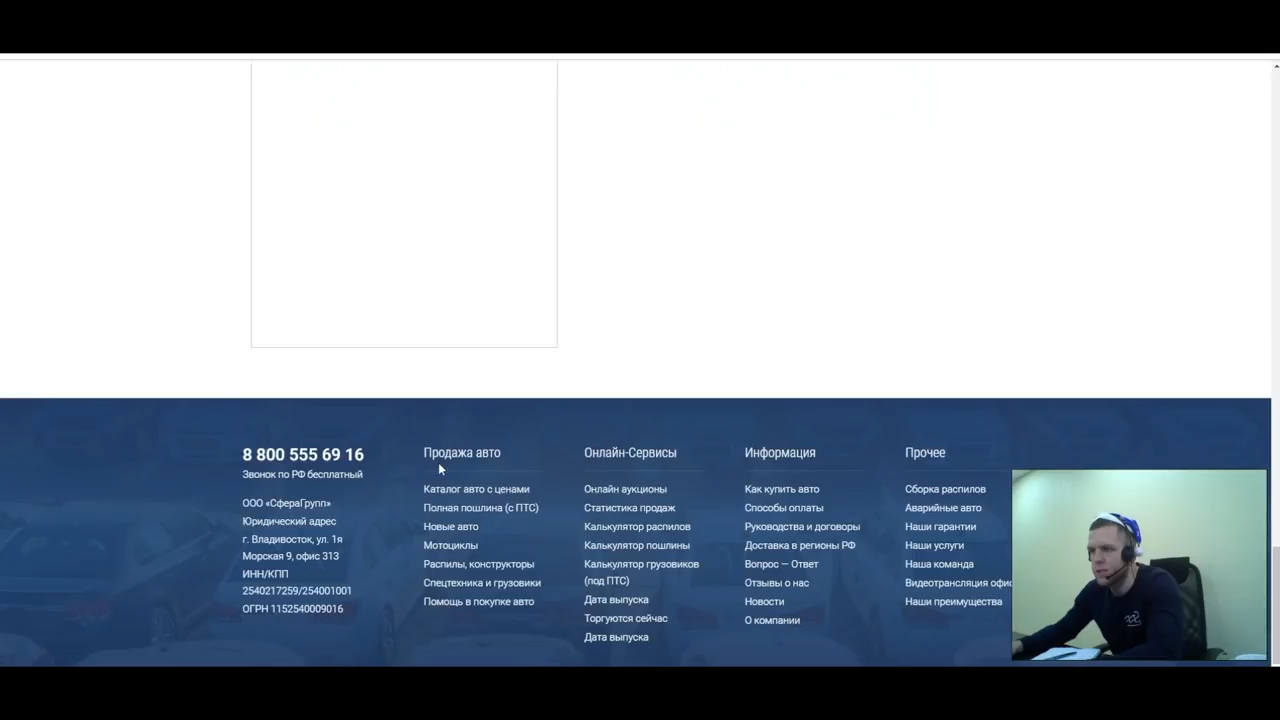 8 800 555 69 16
Звонок по РФ бесплатный
ООО «СфераГрупп»
Юридический адрес
г. Владивосток, ул. 1я
Морская 9, офис 313
ИНН/КПП
2540217259/254001001
ОГРН 1152540009016
Продажа авто
Каталог авто с ценами
Полная пошлина (с ПТС)
Новые авто
Мотоциклы
Распилы, конструкторы
Спецтехника и грузовики
Помощь в покупке авто
Онлайн-Сервисы
Онлайн аукционы
Статистика продаж
Калькулятор распилов
Калькулятор пошлины
Калькулятор грузовиков
(под ПТС)
Дата выпуска
Торгуются сейчас
Дата выпуска
Информация
Как купить авто
Способы оплаты
Руководства и договоры
Доставка в регионы РФ
Вопрос — Ответ
Отзывы о нас
Новости
О компании
Прочее
Сборка распилов
Аварийные авто
Наши гарантии
Наши услуги
Наша команда
Видеотрансляция офис
Наши преимущества